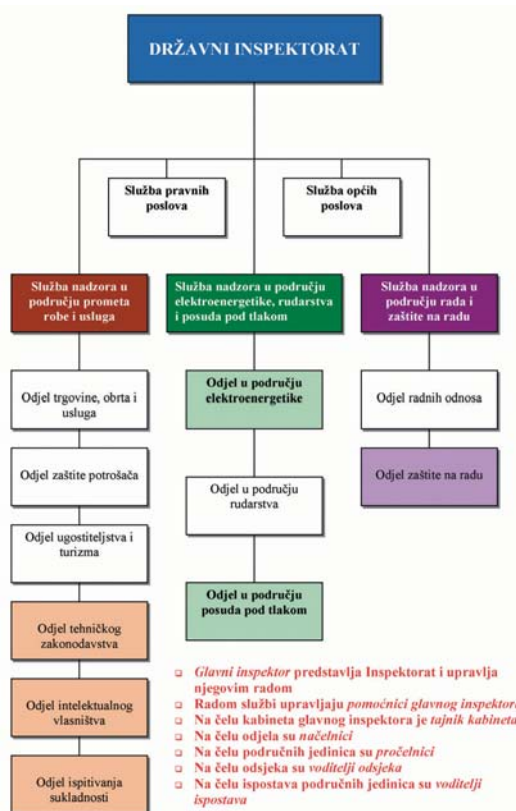 DRŽAVNI INSPEKTORAT
Služba pravnih
poslova
Služba općih
poslova
Služba nadzora u
području prometa
robe i usluga
Služba nadzora u području
elektroenergetike, rudarstva
i posuda pod tlakom
Služba nadzora u
području rada i
zaštite na radu
Odjel trgovine, obrta i
usluga
Odjel zaštite potrošača
Odjel ugostiteljstva i
turizma
Odjel tehničkog
zakonodavstva
Odjel intelektualnog
vlasništva
Odjel ispitivanja
sukladnosti
Odjel u području
elektroenergetike
Odjel u području
rudarstva
Odjel u području
posuda pod tlakom
Odjel radnih odnosa
Odjel zaštite na radu
Glavni inspektor predstavlja Inspektorat i upravlja
njegovim radom
Radom službi upravljaju pomoćnici glavnog inspektor
Na čelu kabineta glavnog inspektora je tajnik kabineta
Na čelu odjela su načelnici
Na čelu područnih jedinica su pročelnici
Na čelu odsjeka su voditelji odsjeka
Na čelu ispostava područnih jedinica su voditelji
ispostava